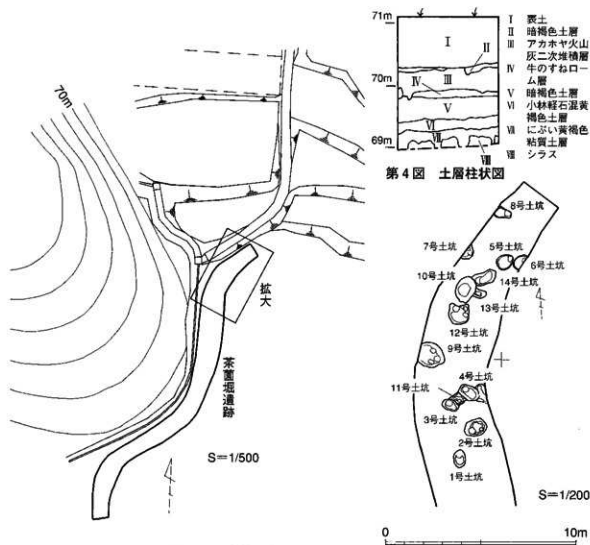 70m
拡大
茶薗堀遺跡
S=1/500
71m
70m
69m
I
II
III
IV
V
VI
VII
VIII
I 表土
II 暗褐色土層
III アカホヤ火山
灰二次堆積層
IV 牛のすねロー
ム層
V 暗褐色土層
VI 小林軽石混黄
褐色土層
VII にぶい黄褐色
粘質土層
VIII シラス
第4図 土層柱状図
8号土坑
7号土坑
5号土坑
6号土坑
10号土坑
14号土坑
13号土坑
12号土坑
9号土坑
4号土坑
11号土坑
3号土坑
2号土坑
1号土坑
S=1/200
0 10m